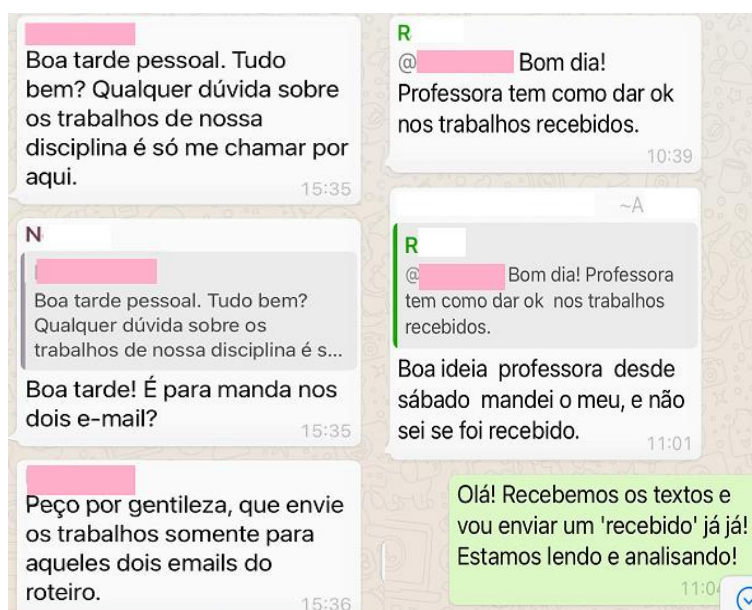 Boa tarde pessoal. Tudo
bem? Qualquer dúvida sobre
os trabalhos de nossa
disciplina é só me chamar por
aqui.
15:35
N
Boa tarde pessoal. Tudo bem?
Qualquer dúvida sobre os
trabalhos de nossa disciplina é s...
Boa tarde! É para manda nos
dois e-mail?
15:35
Peço por gentileza, que envie
os trabalhos somente para
aqueles dois emails do
roteiro.
15:36
R
@ Bom dia!
Professora tem como dar ok
nos trabalhos recebidos.
10:39
~A
R
@ Bom dia! Professora
tem como dar ok nos trabalhos
recebidos.
Boa ideia professora desde
sábado mandei o meu, e não
sei se foi recebido.
11:01
Olá! Recebemos os textos e
vou enviar um 'recebido' já já!
Estamos lendo e analisando!